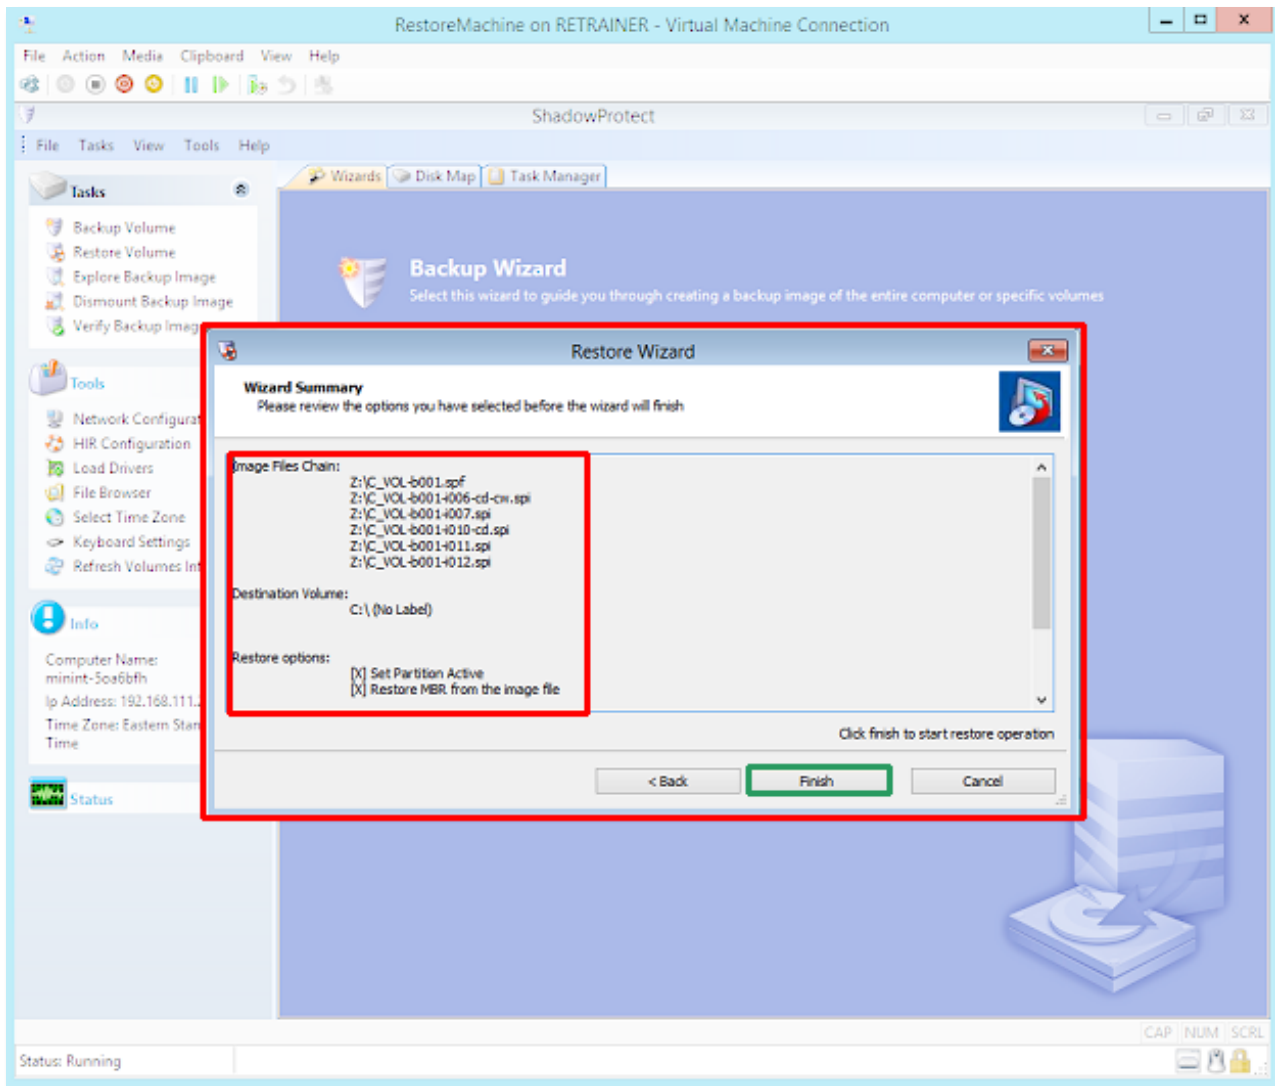 RestoreMachine on RETRAINER - Virtual Machine Connection
File Action Media Clipboard View Help
ShadowProtect
File Tasks View Tools Help
Wizards Disk Map Task Manager
Tasks
Backup Volume
Restore Volume
Explore Backup Image
Dismount Backup Image
Verify Backup Imag
Backup Wizard
Select this wizard to guide you through creating a backup image of the entire computer or specific volumes
Restore Wizard
Wizard Summary
Please review the options you have selected before the wizard will finish
Tools
Network Configurat
HIR Configuration
Load Drivers
File Browser
Select Time Zone
Keyboard Settings
Refresh Volumes Inf
Image Files Chain:
Z:\C_VOL-b001.spf
Z:\C_VOL-b001-i006-cd-cw.spi
Z:\C_VOL-b001-i007.spi
Z:\C_VOL-b001-i010-cd.spi
Z:\C_VOL-b001-i011.spi
Z:\C_VOL-b001-i012.spi
Destination Volume:
C:\ (No Label)
Restore options:
[X] Set Partition Active
[X] Restore MBR from the image file
Click finish to start restore operation
< Back Finish Cancel
Info
Computer Name:
minint-5oa6bfh
Ip Address: 192.168.111.
Time Zone: Eastern Stan
Time
Status
CAP NUM SCRL
Status: Running